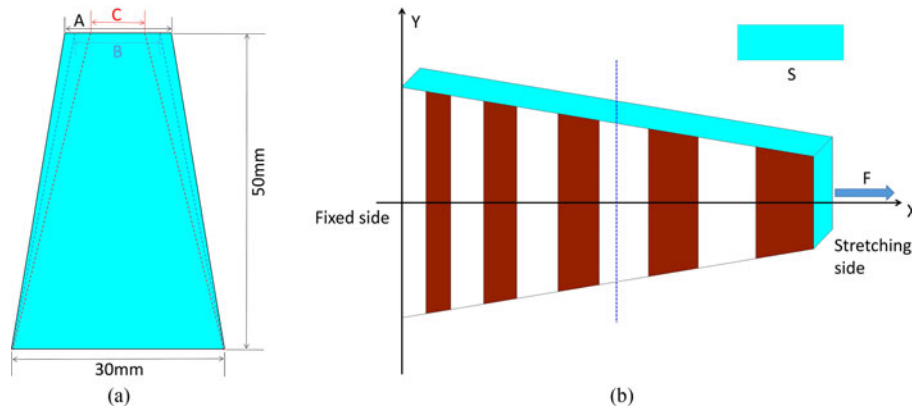 A
C
B
50mm
30mm
(a)
Y
S
F
X
Fixed side
Stretching
side
(b)